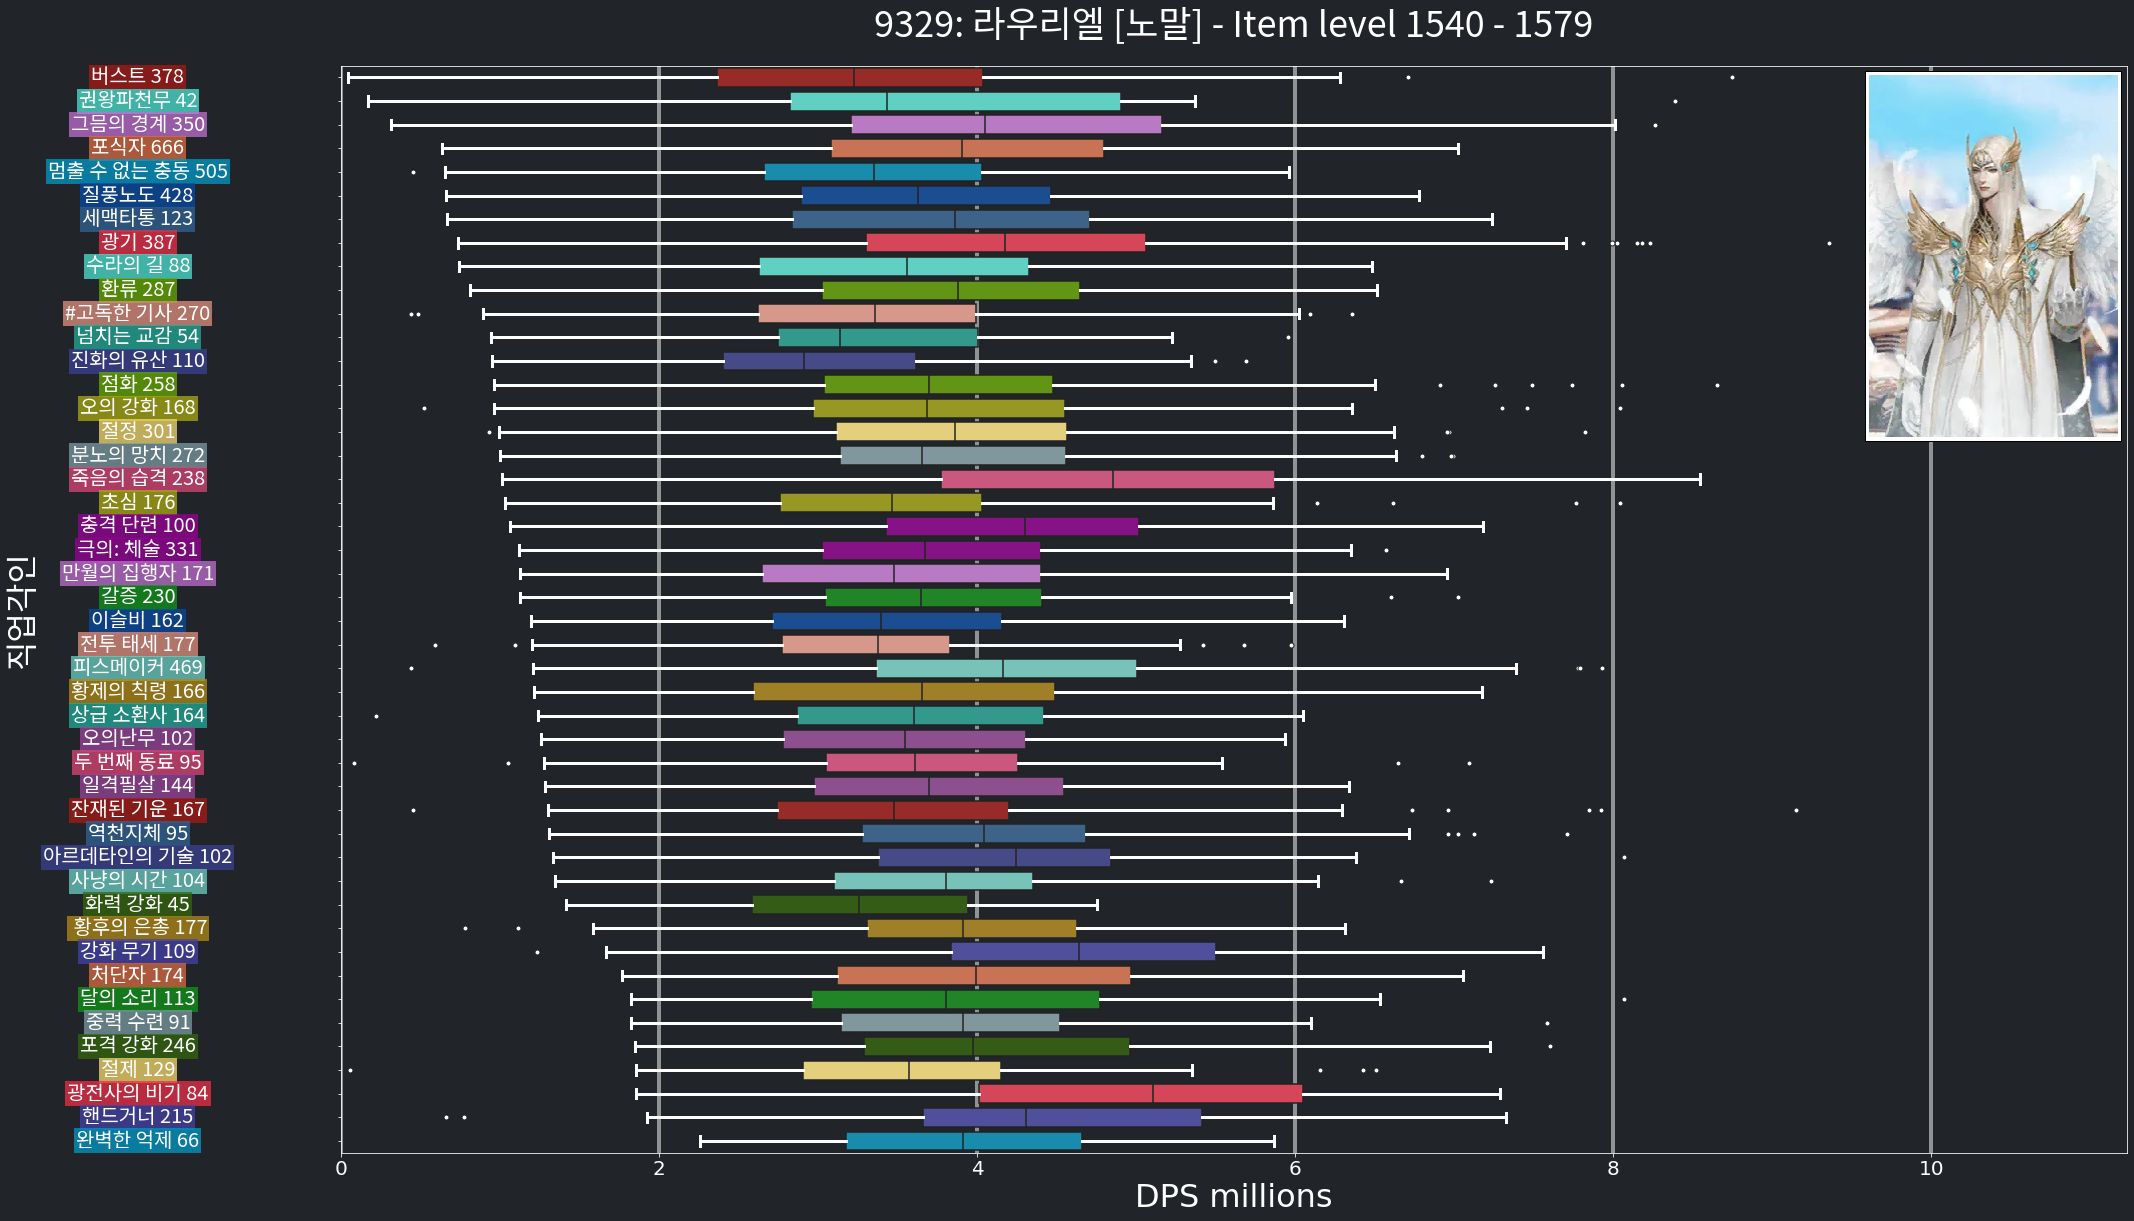 9329: 라우리엘 [노말] - Item level 1540 - 1579
버스트 378
권왕파천무 42
그믐의 경계 350
포식자 666
멈출 수 없는 충동 505
질풍노도 428
세맥타통 123
광기 387
수라의 길 88
환류 287
#고독한 기사 270
넘치는 교감 54
진화의 유산 110
점화 258
오의 강화 168
절정 301
분노의 망치 272
죽음의 습격 238
초심 176
충격 단련 100
극의: 체술 331
만월의 집행자 171
갈증 230
이슬비 162
전투 태세 177
피스메이커 469
황제의 칙령 166
상급 소환사 164
오의난무 102
두 번째 동료 95
일격필살 144
잔재된 기운 167
역천지체 95
아르데타인의 기술 102
사냥의 시간 104
화력 강화 45
황후의 은총 177
강화 무기 109
처단자 174
달의 소리 113
중력 수련 91
포격 강화 246
절제 129
광전사의 비기 84
핸드거너 215
완벽한 억제 66
직업각인
0 2 4 6 8 10
DPS millions